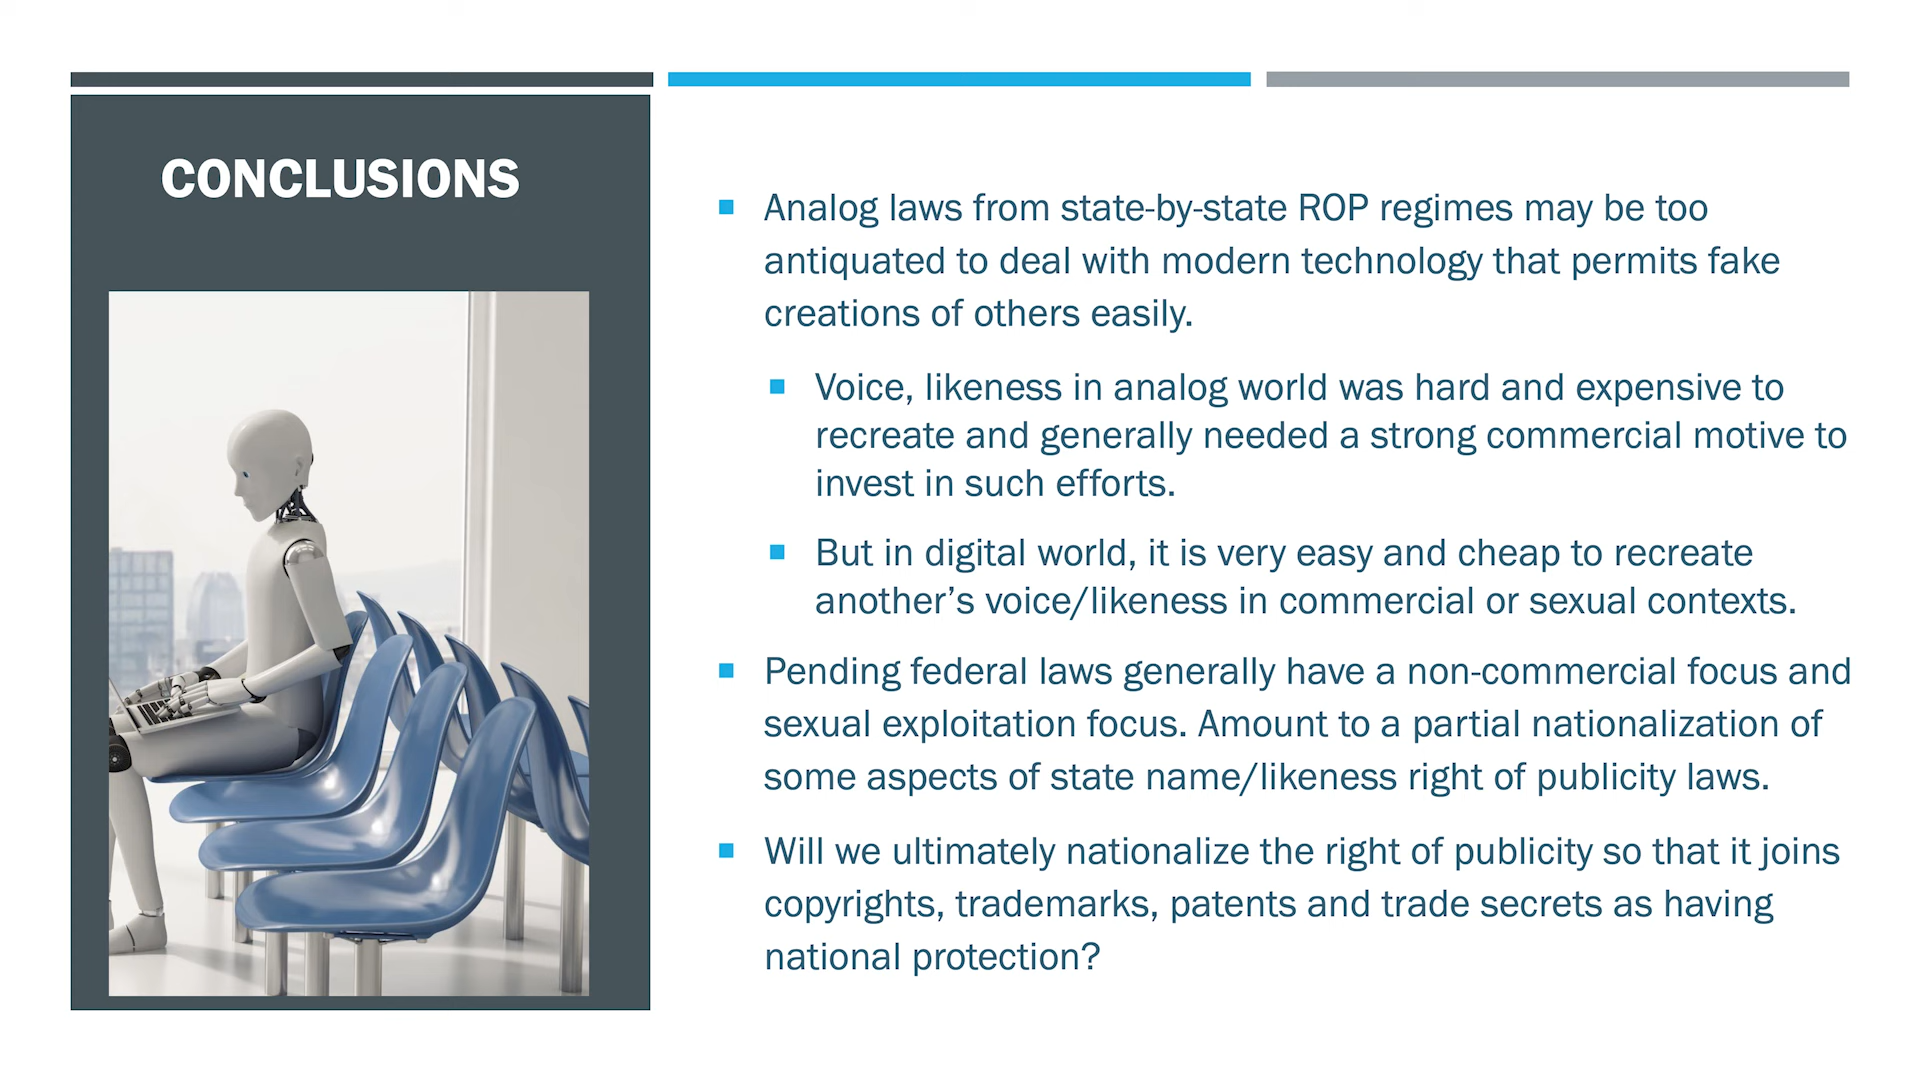 CONCLUSIONS
Analog laws from state-by-state ROP regimes may be too
antiquated to deal with modern technology that permits fake
creations of others easily.
Voice, likeness in analog world was hard and expensive to
recreate and generally needed a strong commercial motive to
invest in such efforts.
But in digital world, it is very easy and cheap to recreate
another’s voice/likeness in commercial or sexual contexts.
Pending federal laws generally have a non-commercial focus and
sexual exploitation focus. Amount to a partial nationalization of
some aspects of state name/likeness right of publicity laws.
Will we ultimately nationalize the right of publicity so that it joins
copyrights, trademarks, patents and trade secrets as having
national protection?